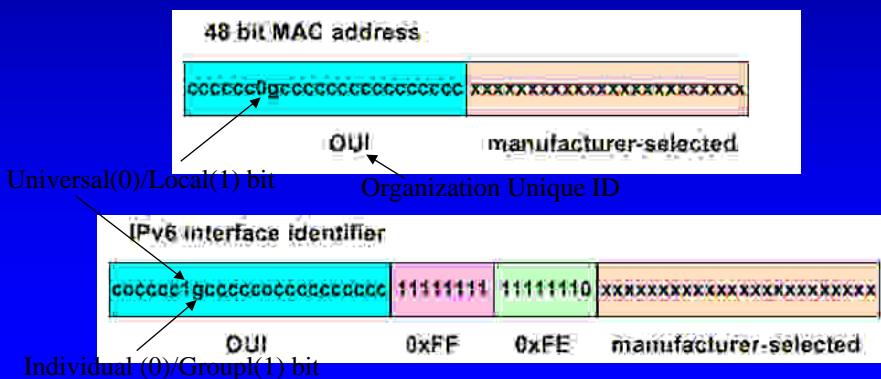 48 bit MAC address
cccccc0gcccccccccccccccc xxxxxxxxxxxxxxxxxxxxxxxx
OUI manufacturer-selected
Universal(0)/Local(1) bit Organization Unique ID
IPv6 interface identifier
cccccc1gcccccccccccccccc 11111111 11111110 xxxxxxxxxxxxxxxxxxxxxxxx
OUI 0xFF 0xFE manufacturer-selected
Individual (0)/Groupl(1) bit